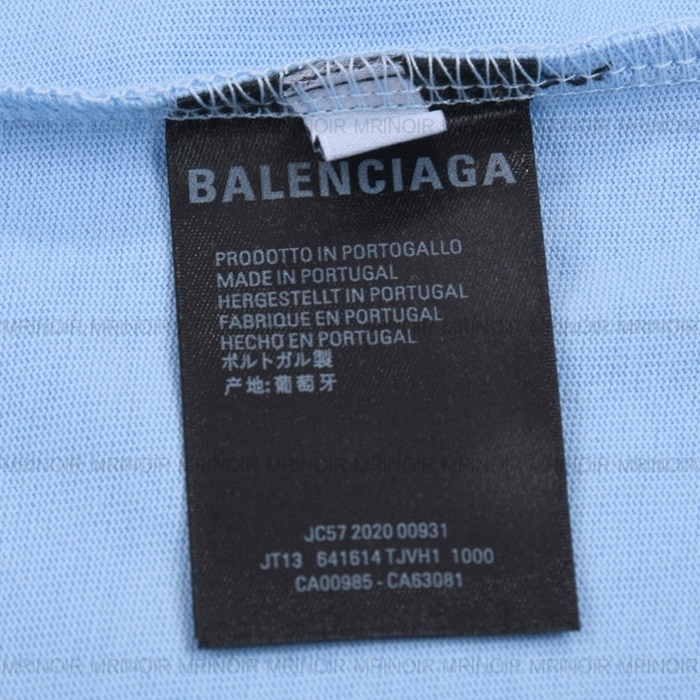 MRINOIR MRINOIR
BALENCIAGA
PRODOTTO IN PORTOGALLO
MADE IN PORTUGAL
HERGESTELLT IN PORTUGAL
FABRIQUE EN PORTUGAL
HECHO EN PORTUGAL
ポルトガル製
产地:葡萄牙
JC57 2020 00931
JT13 641614 TJVH1 1000
CA00985 - CA63081